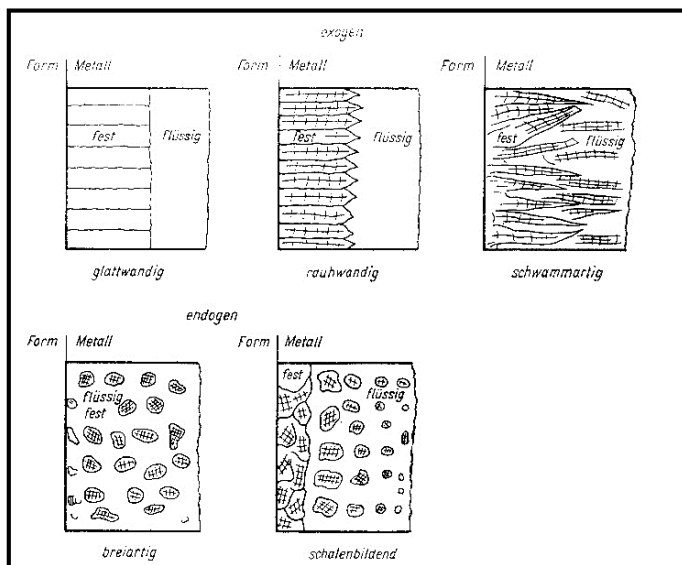 exogen
Form Metall
Form Metall
Form Metall
fest flüssig
fest flüssig
fest flüssig
glattwandig
rauhwandig
schwammartig
endogen
Form Metall
Form Metall
flüssig
fest
fest
flüssig
breiartig
schalenbildend